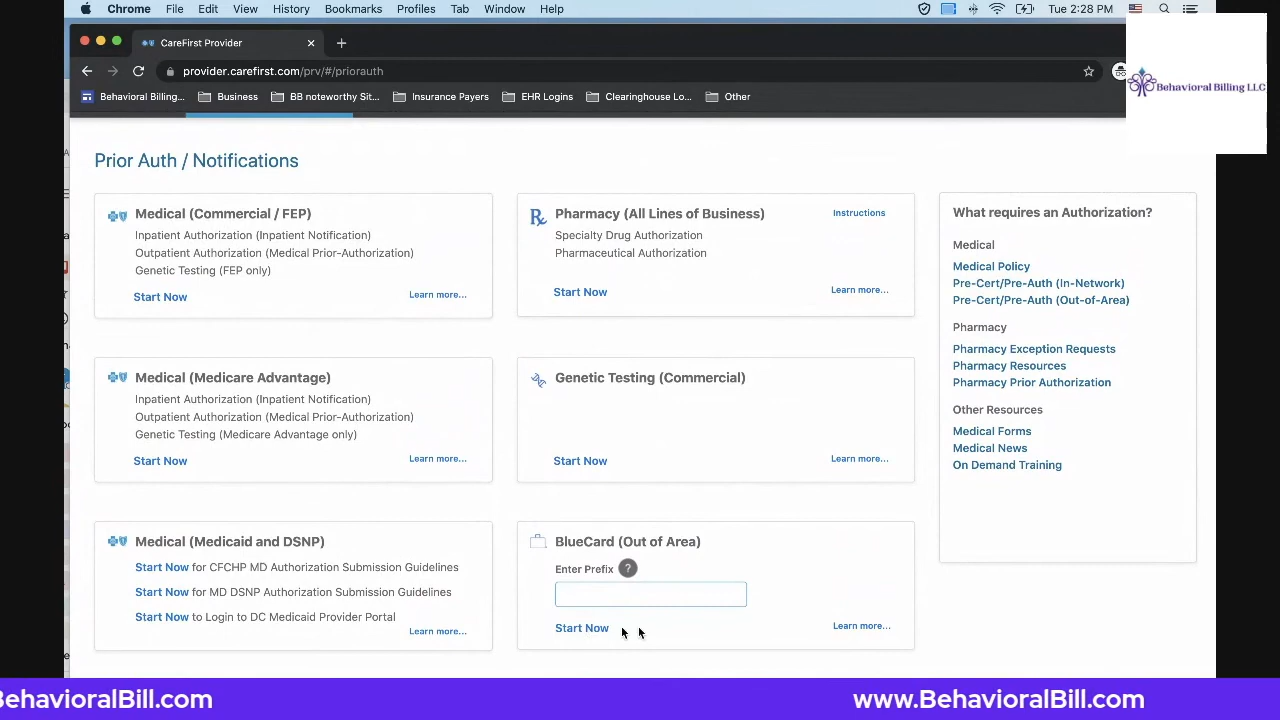 Chrome File Edit View History Bookmarks Profiles Tab Window Help Tue 2:28 PM
CareFirst Provider
provider.carefirst.com/prv/#/priorauth
Behavioral Billing... Business BB noteworthy Sit... Insurance Payers EHR Logins Clearinghouse Lo... Other
Behavioral Billing LLC
Prior Auth / Notifications
Medical (Commercial / FEP)
Inpatient Authorization (Inpatient Notification)
Outpatient Authorization (Medical Prior-Authorization)
Genetic Testing (FEP only)
Start Now Learn more...
Pharmacy (All Lines of Business) Instructions
Specialty Drug Authorization
Pharmaceutical Authorization
Start Now Learn more...
Medical (Medicare Advantage)
Inpatient Authorization (Inpatient Notification)
Outpatient Authorization (Medical Prior-Authorization)
Genetic Testing (Medicare Advantage only)
Start Now Learn more...
Genetic Testing (Commercial)
Start Now Learn more...
Medical (Medicaid and DSNP)
Start Now for CFCHP MD Authorization Submission Guidelines
Start Now for MD DSNP Authorization Submission Guidelines
Start Now to Login to DC Medicaid Provider Portal
Learn more...
BlueCard (Out of Area)
Enter Prefix ?
Start Now Learn more...
What requires an Authorization?
Medical
Medical Policy
Pre-Cert/Pre-Auth (In-Network)
Pre-Cert/Pre-Auth (Out-of-Area)
Pharmacy
Pharmacy Exception Requests
Pharmacy Resources
Pharmacy Prior Authorization
Other Resources
Medical Forms
Medical News
On Demand Training
BehavioralBill.com www.BehavioralBill.com